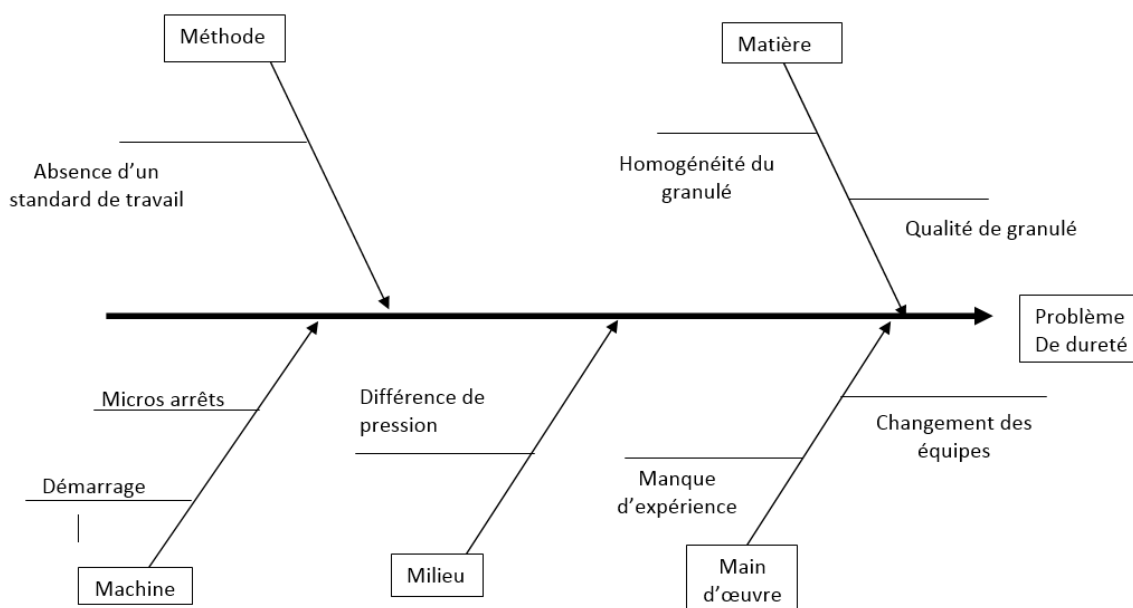 Méthode
Matière
Absence d’un
standard de travail
Homogénéité du
granulé
Qualité de granulé
Problème
De dureté
Micros arrêts
Démarrage
Machine
Différence de
pression
Milieu
Changement des
équipes
Manque
d’expérience
Main
d’œuvre